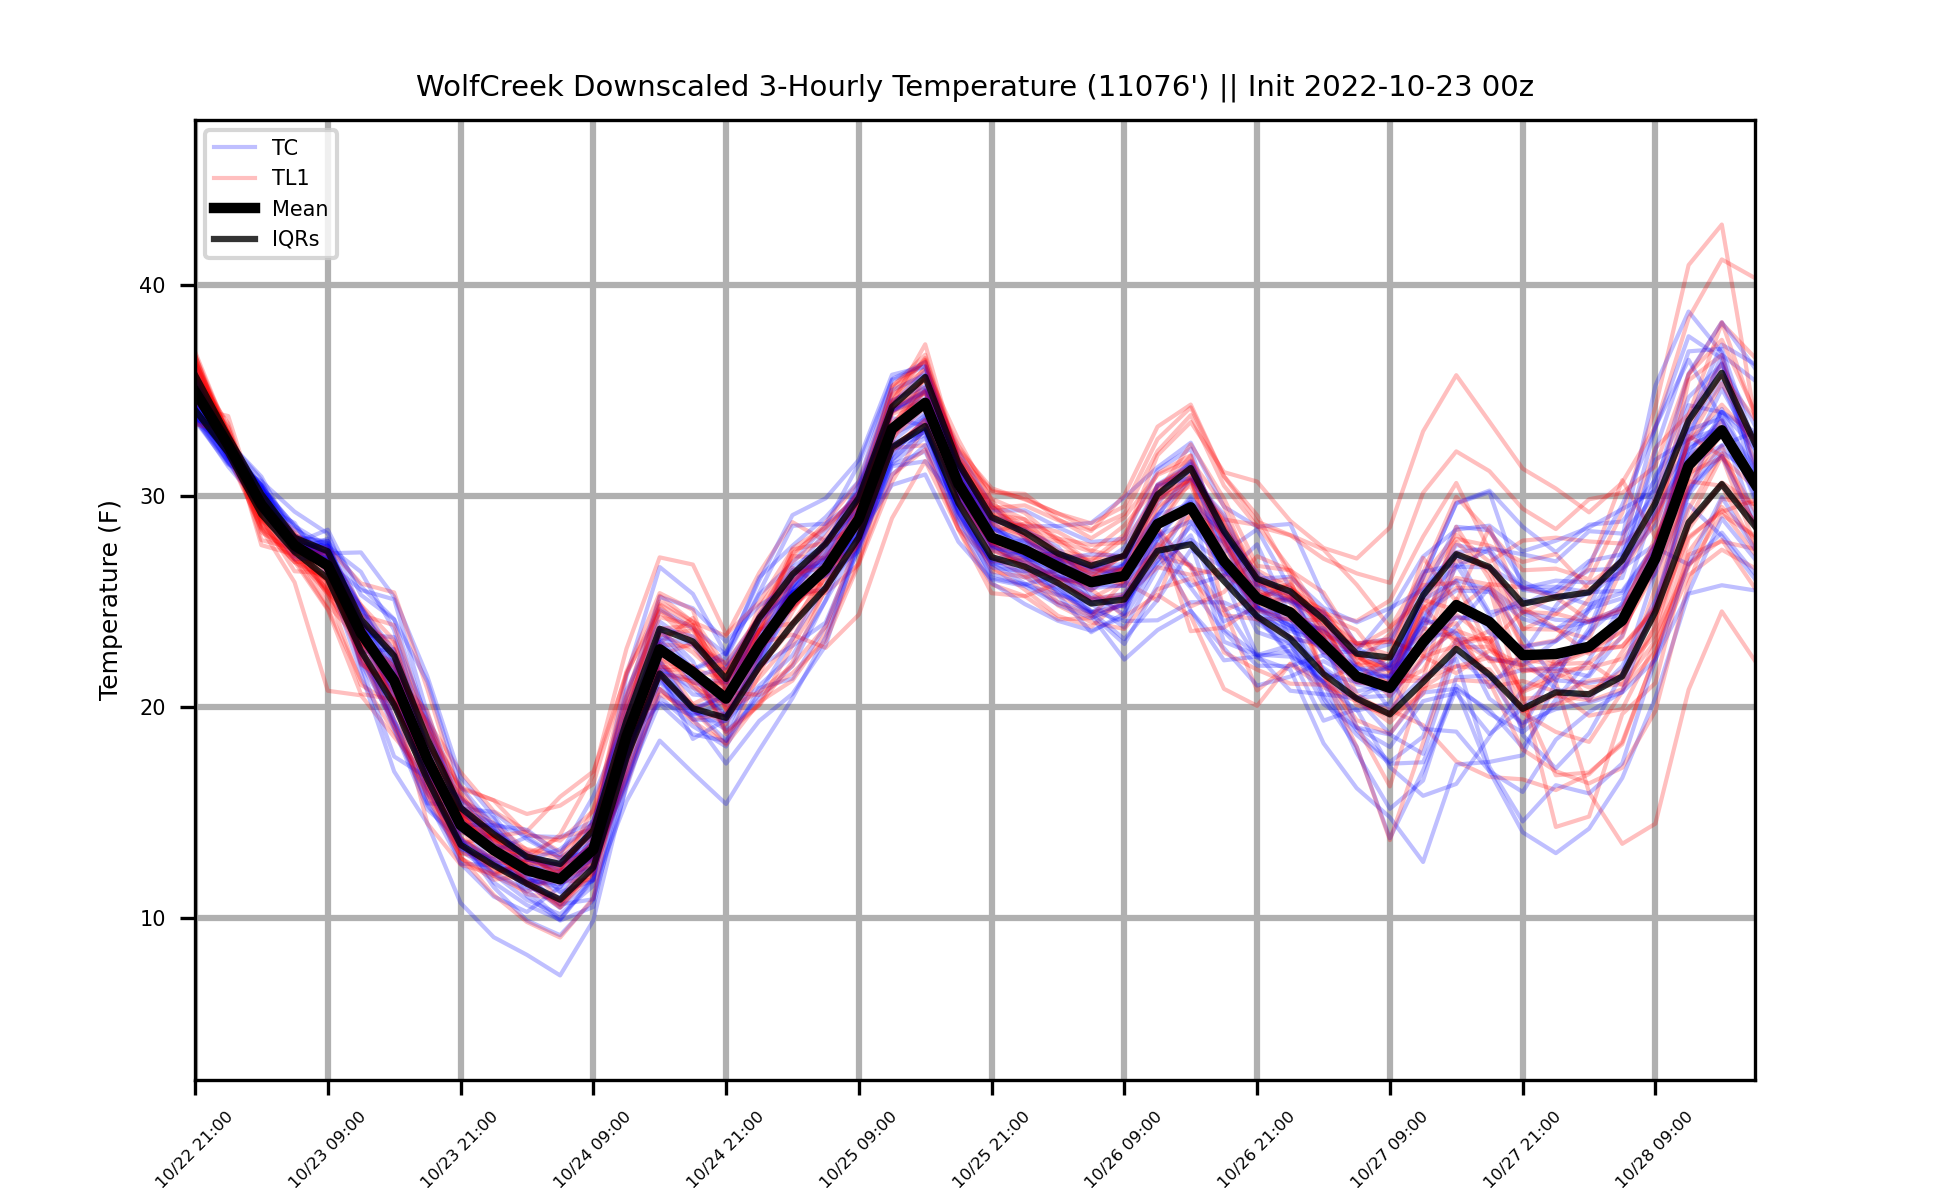 WolfCreek Downscaled 3-Hourly Temperature (11076') || Init 2022-10-23 00z
TC
TL1
Mean
IQRs
Temperature (F)
40
30
20
10
10/22 21:00
10/23 09:00
10/23 21:00
10/24 09:00
10/24 21:00
10/25 09:00
10/25 21:00
10/26 09:00
10/26 21:00
10/27 09:00
10/27 21:00
10/28 09:00